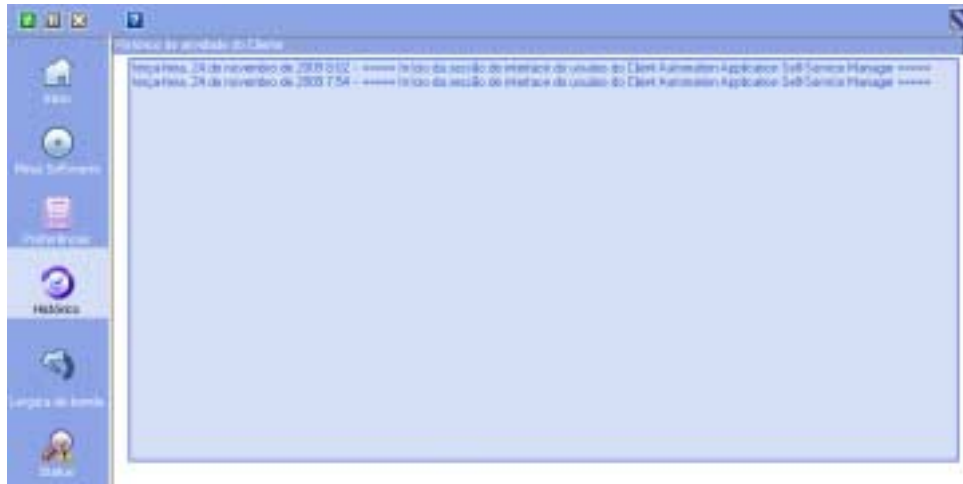 Histórico de atividade do Cliente
terça-feira, 24 de novembro de 2009 8:02 - ===== Início da sessão de interface do usuário do Client Automation Application Self-Service Manager =====
terça-feira, 24 de novembro de 2009 7:54 - ===== Início da sessão de interface do usuário do Client Automation Application Self-Service Manager =====
Início
Meus Softwares
Preferências
Histórico
Largura de banda
Status